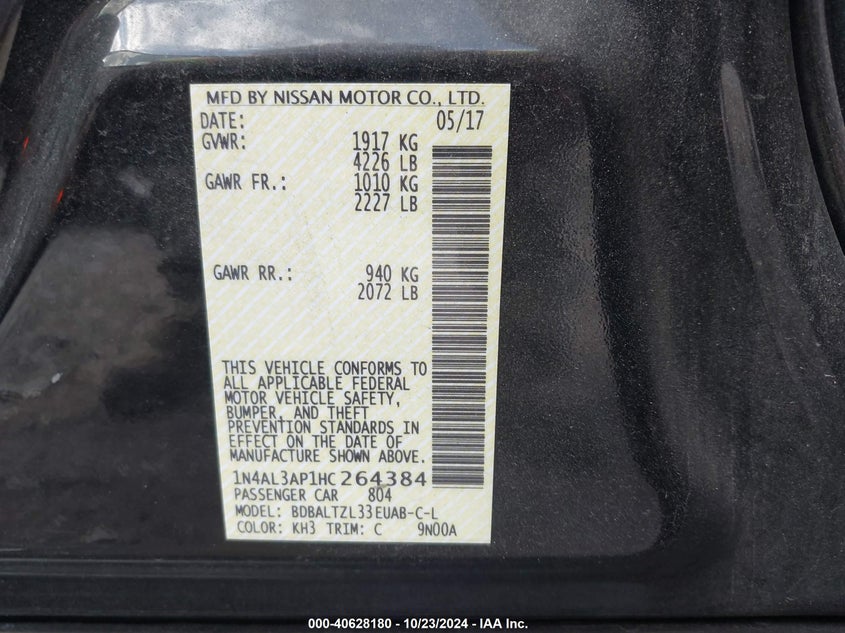 MFD BY NISSAN MOTOR CO., LTD.
DATE: 05/17
GVWR: 1917 KG
4226 LB
GAWR FR.: 1010 KG
2227 LB
GAWR RR.: 940 KG
2072 LB
THIS VEHICLE CONFORMS TO
ALL APPLICABLE FEDERAL
MOTOR VEHICLE SAFETY,
BUMPER, AND THEFT
PREVENTION STANDARDS IN
EFFECT ON THE DATE OF
MANUFACTURE SHOWN ABOVE.
1N4AL3AP1HC264384
PASSENGER CAR 804
MODEL: BDBALTZL33EUAB-C-L
COLOR: KH3 TRIM: C 9N00A
000-40628180 - 10/23/2024 - IAA Inc.